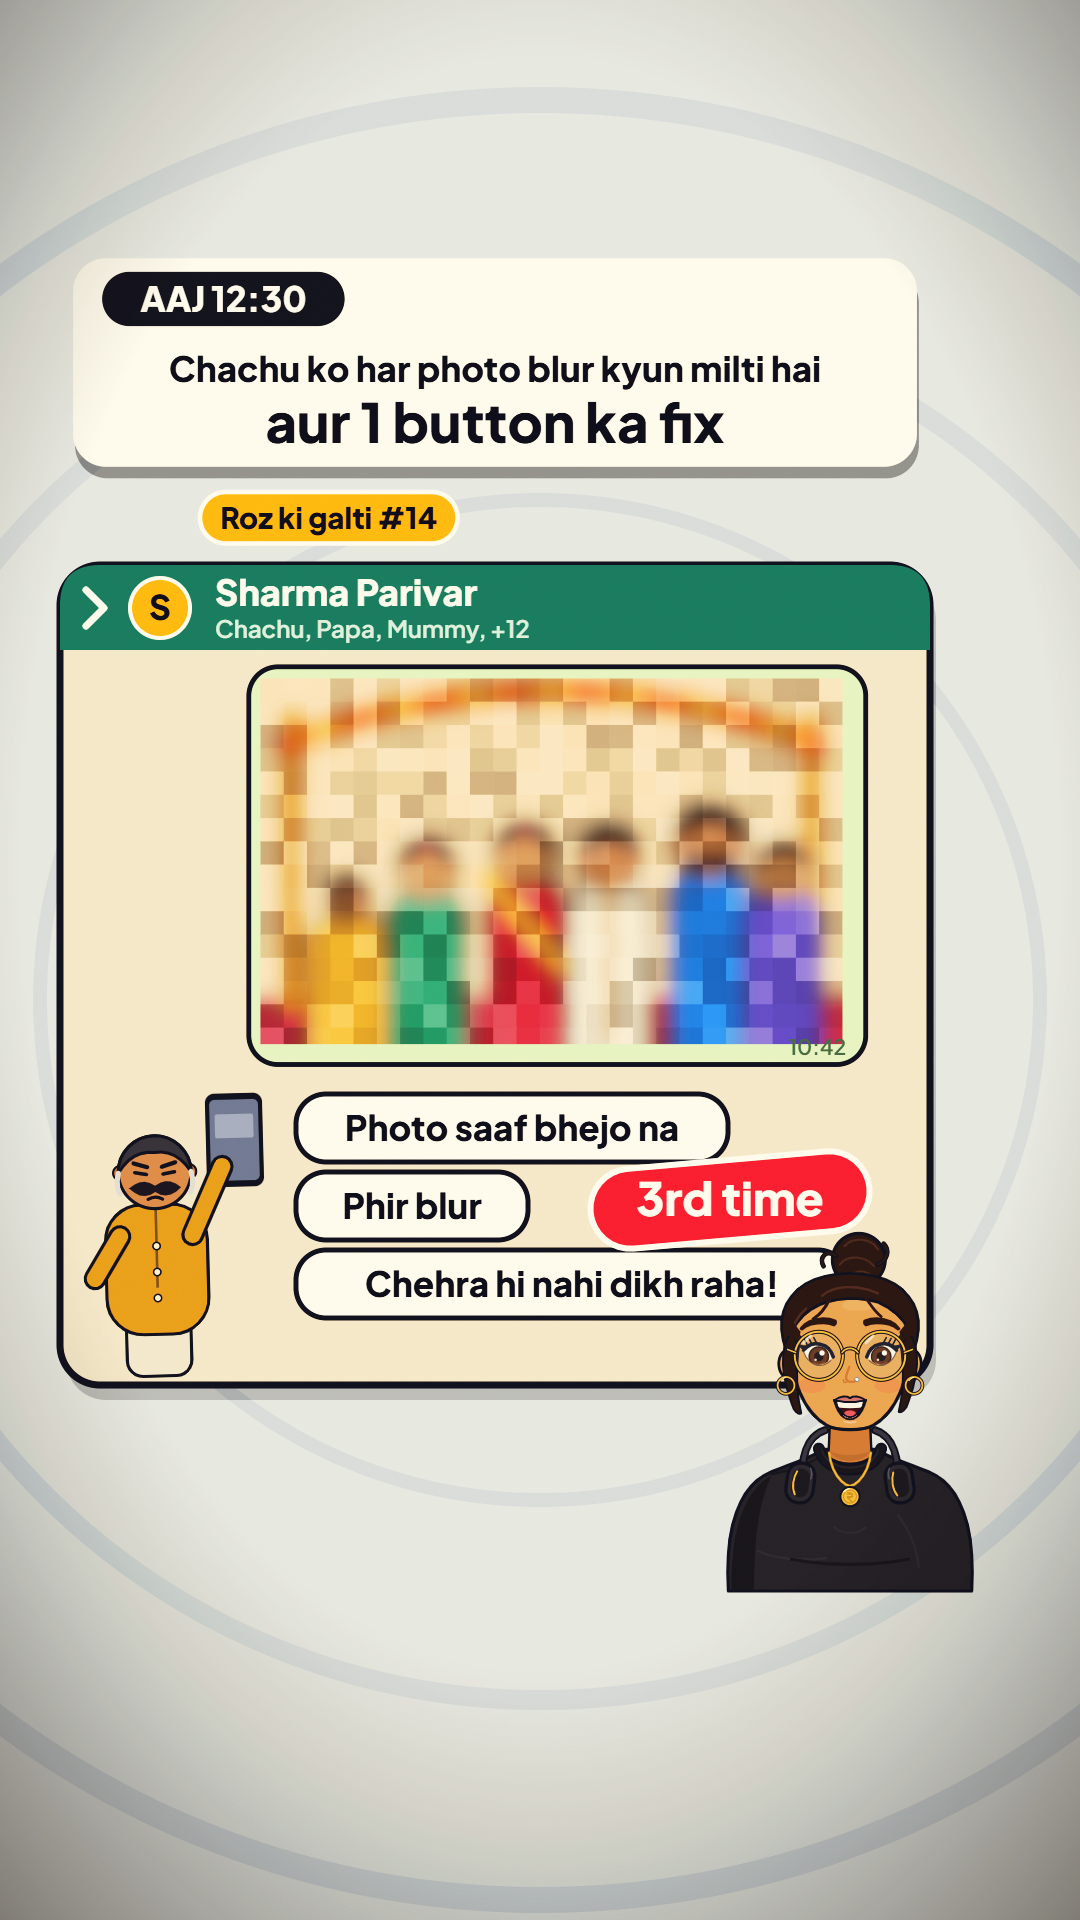 AAJ 12:30
Chachu ko har photo blur kyun milti hai
aur 1 button ka fix
Roz ki galti #14
S
Sharma Parivar
Chachu, Papa, Mummy, +12
10:42
Photo saaf bhejo na
Phir blur
3rd time
Chehra hi nahi dikh raha!